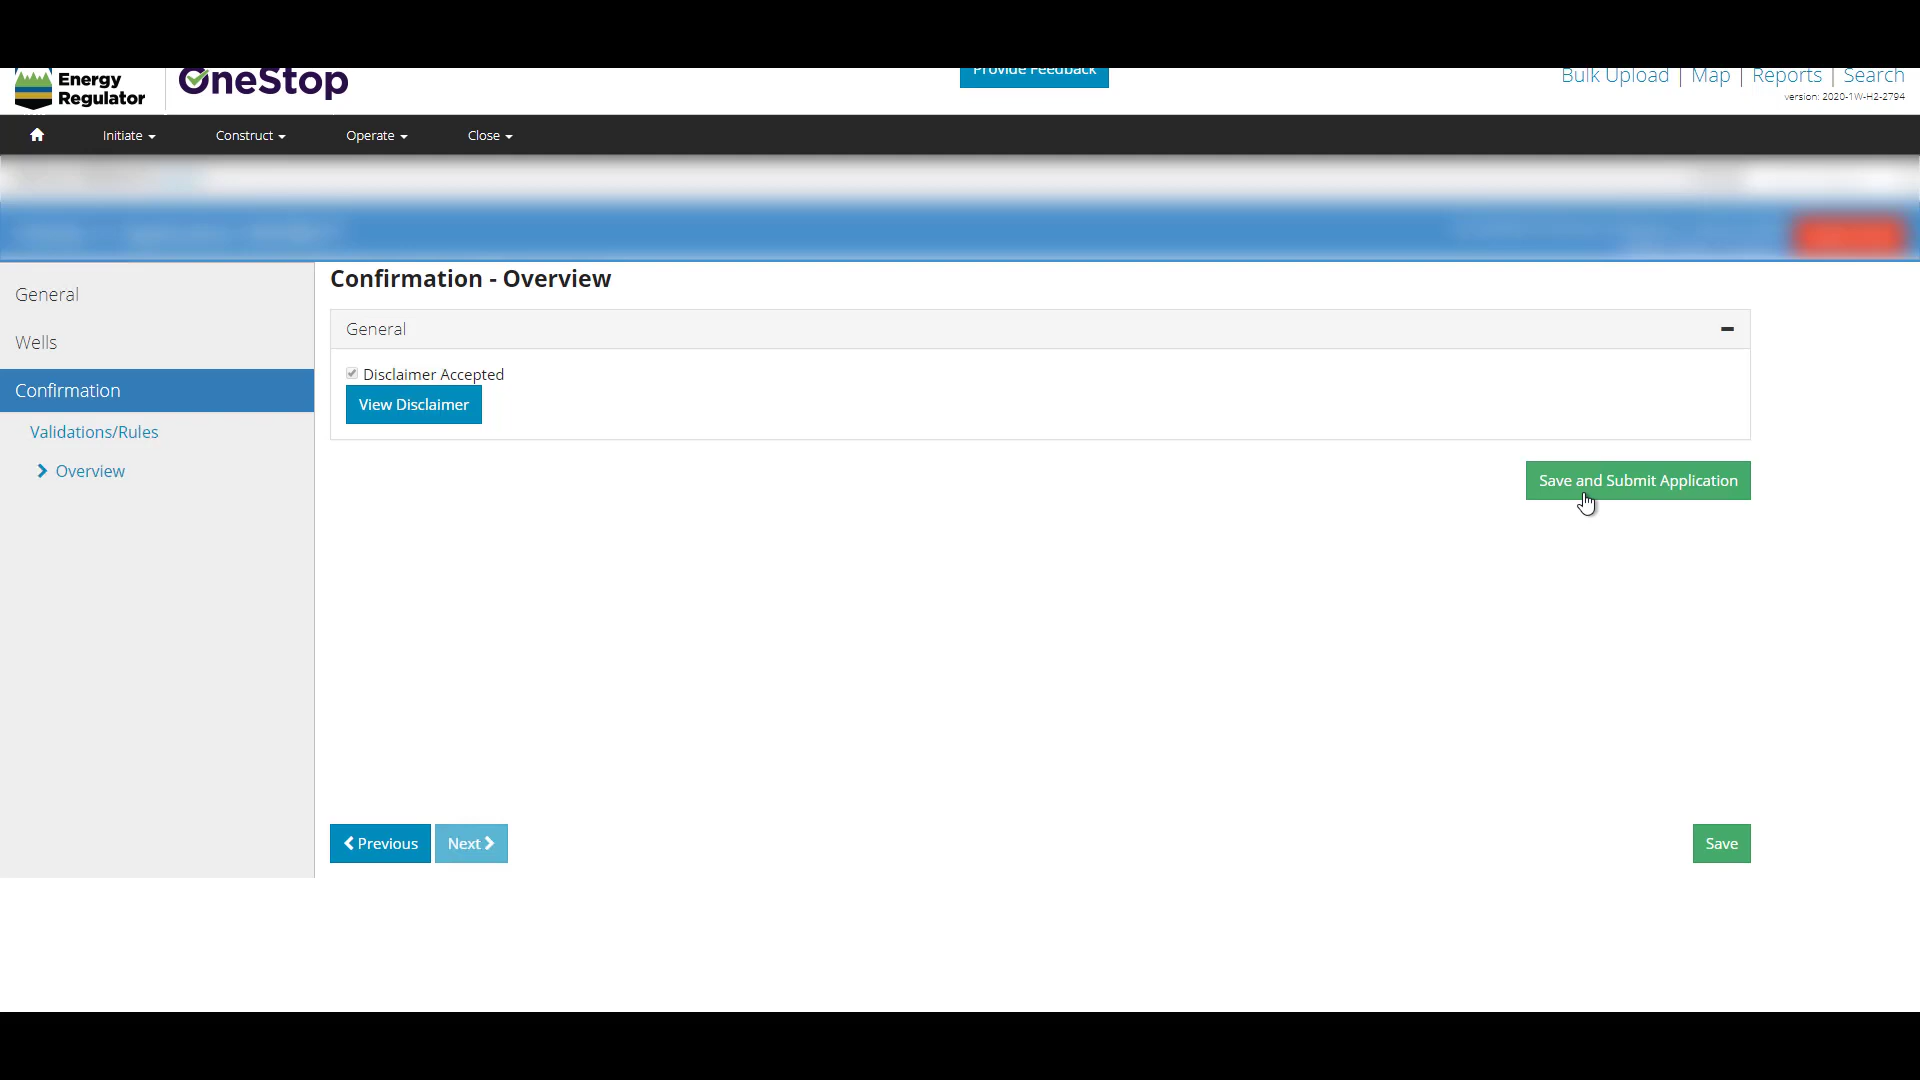 Energy
Regulator
OneStop
Provide Feedback
Bulk Upload | Map | Reports | Search
version: 2020-1W-H2-2794
Initiate
Construct
Operate
Close
General
Wells
Confirmation
Validations/Rules
Overview
Confirmation - Overview
General
Disclaimer Accepted
View Disclaimer
Save and Submit Application
Previous
Next
Save